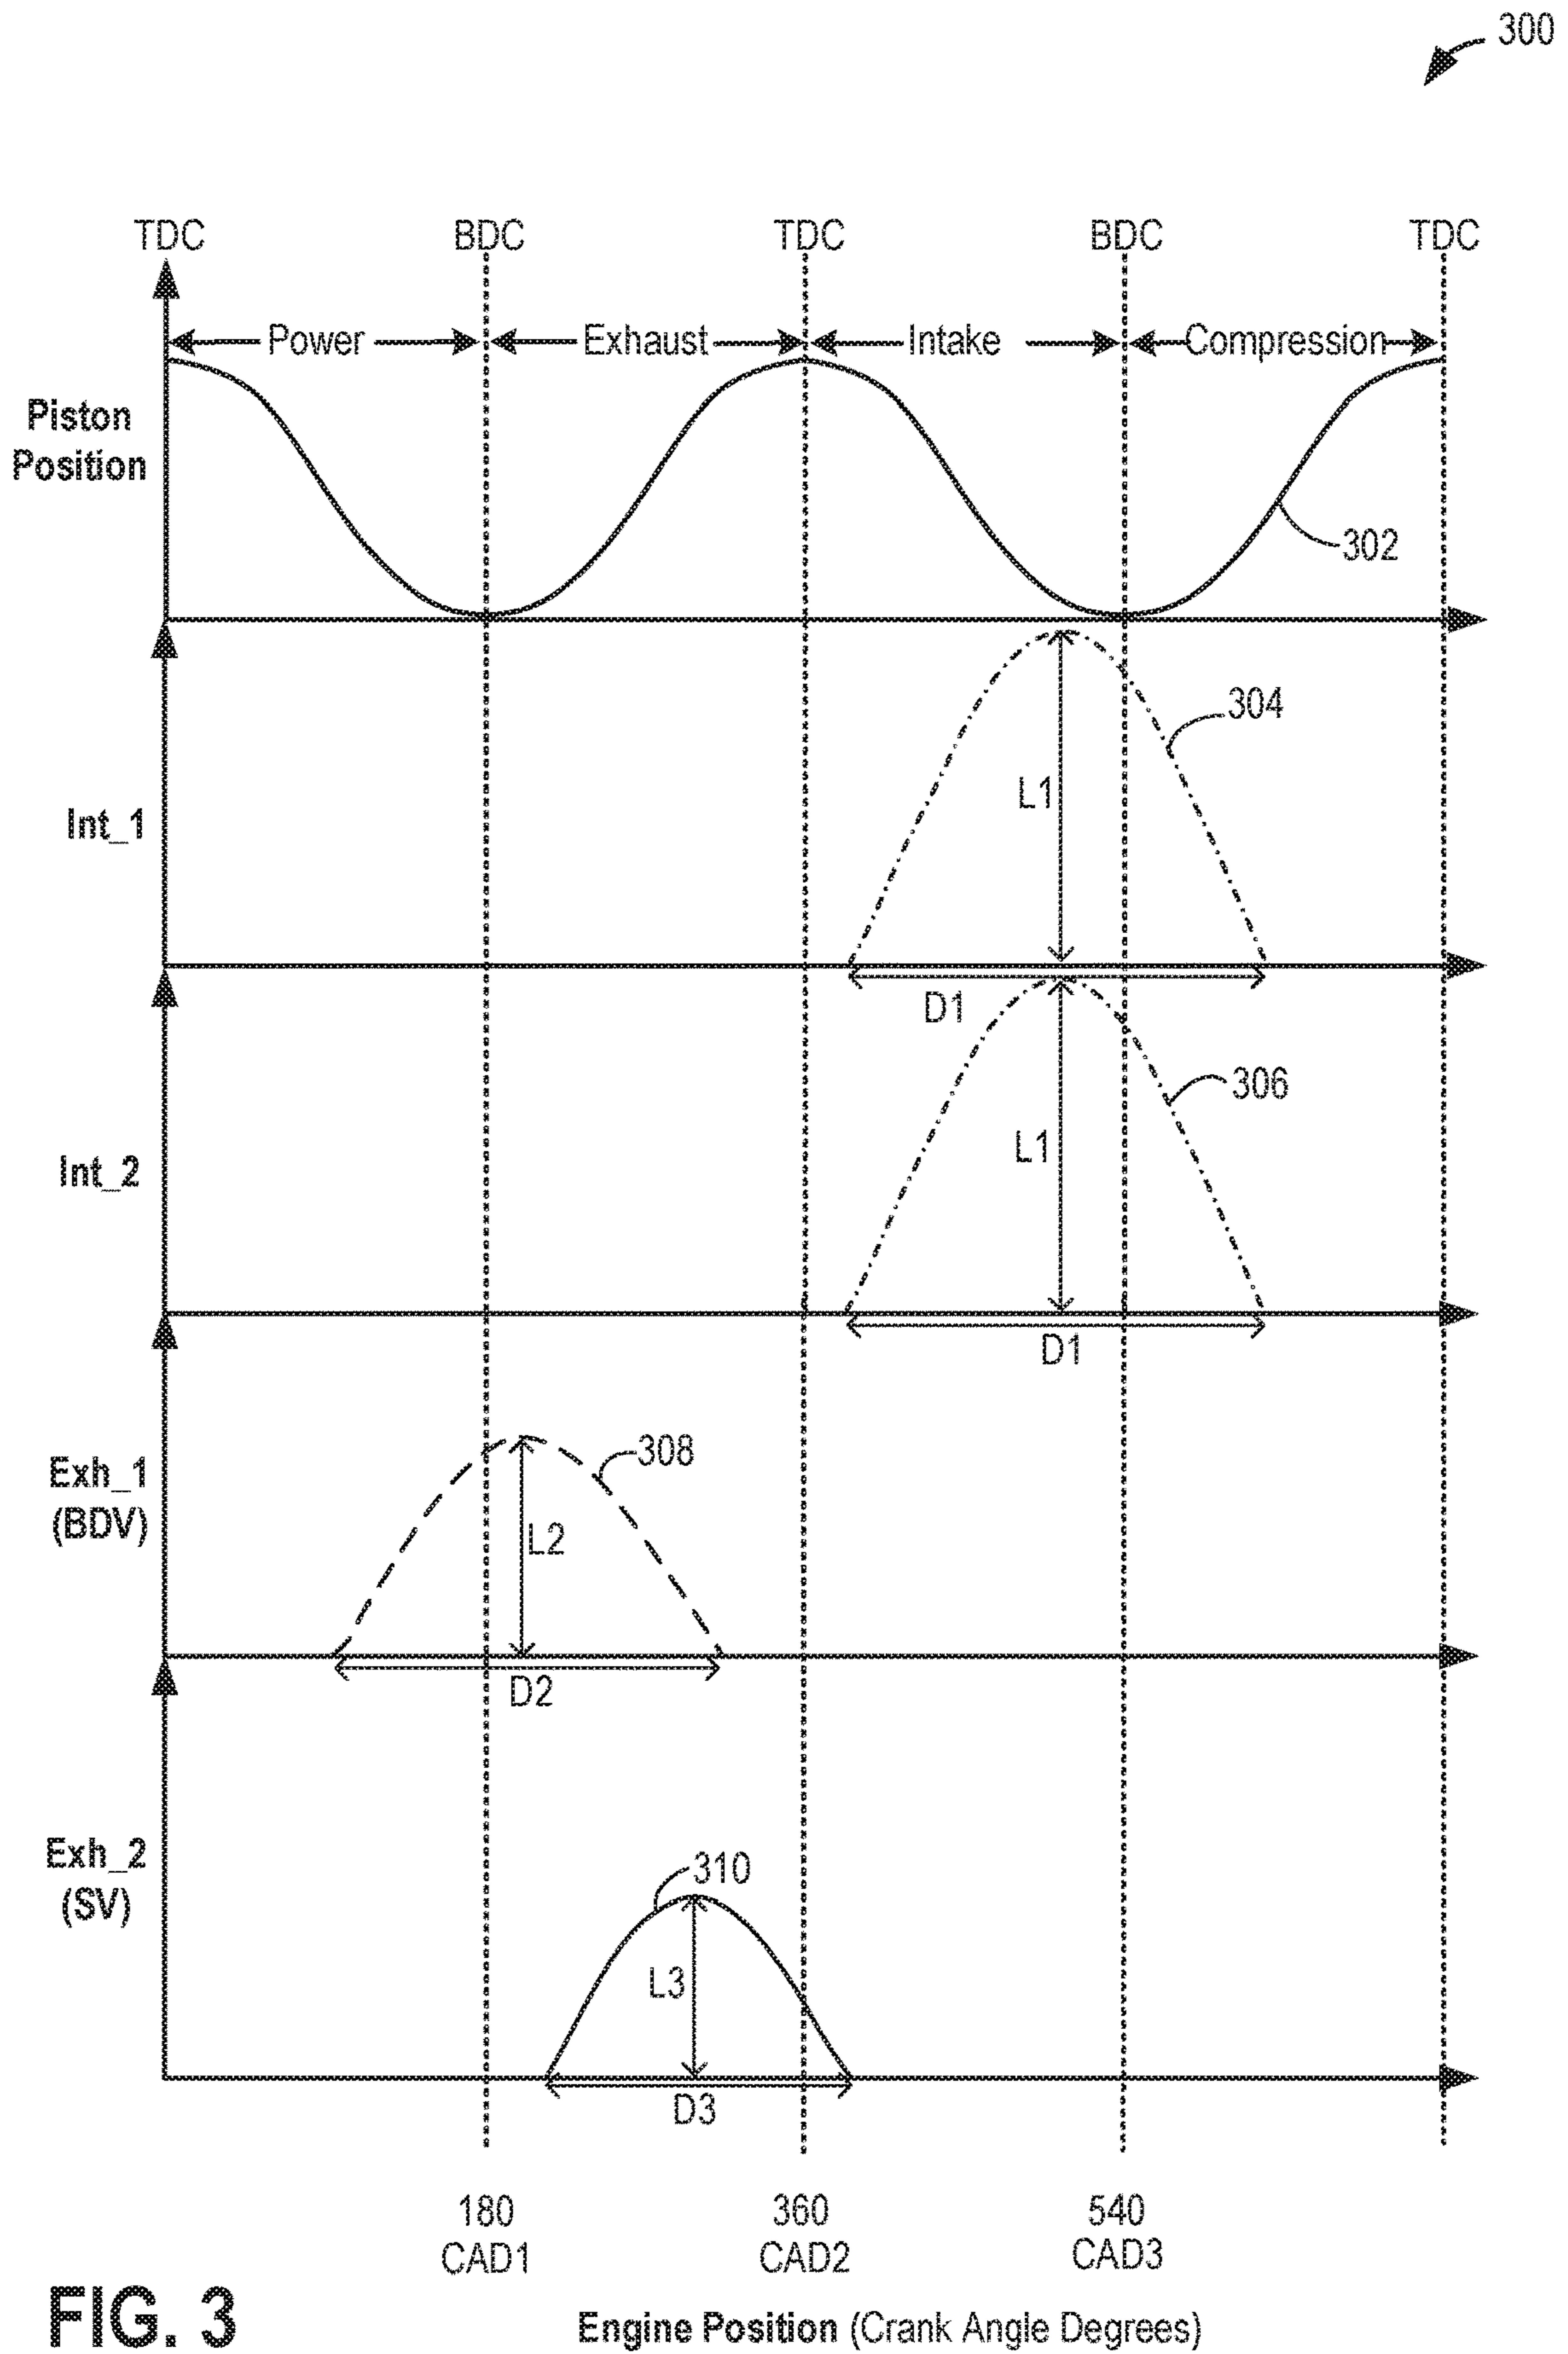 300
TDC BDC TDC BDC TDC
Power Exhaust Intake Compression
Piston
Position
302
304
L1
Int_1
D1
306
L1
Int_2
D1
308
Exh_1
(BDV)
L2
D2
310
Exh_2
(SV)
L3
D3
180 360 540
CAD1 CAD2 CAD3
FIG. 3
Engine Position (Crank Angle Degrees)